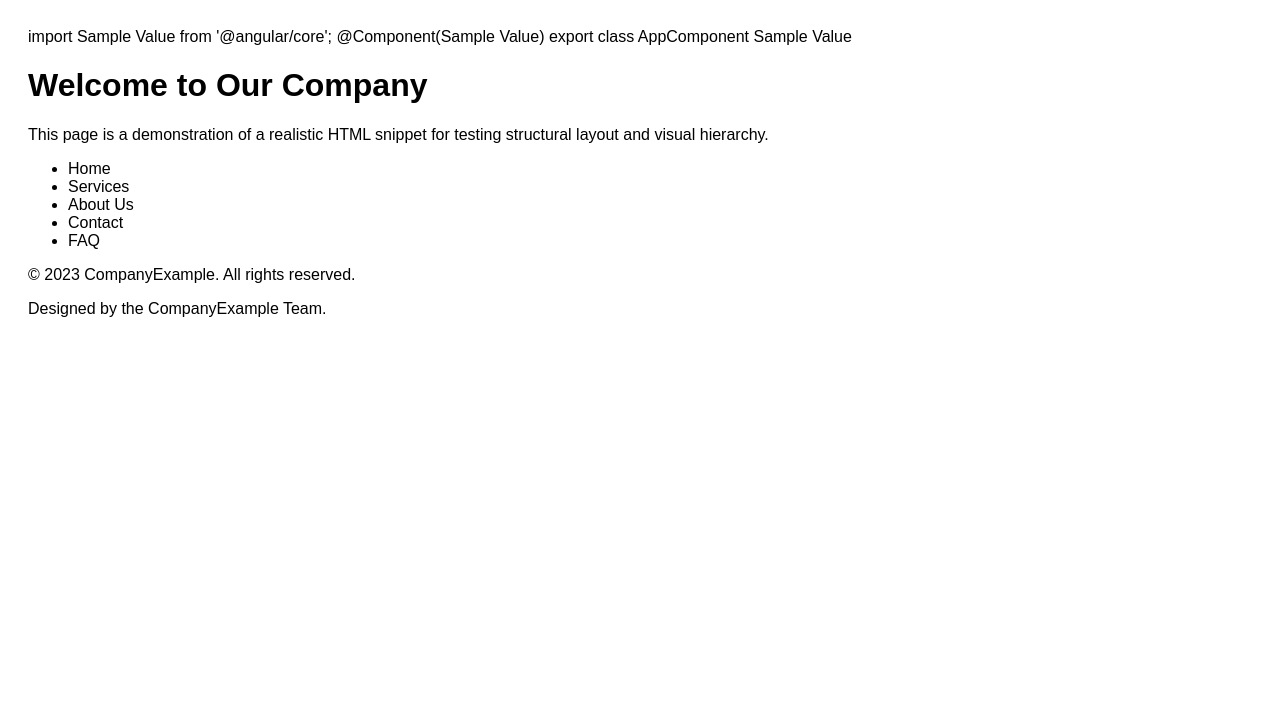 import Sample Value from '@angular/core'; @Component(Sample Value) export class AppComponent Sample Value
Welcome to Our Company
This page is a demonstration of a realistic HTML snippet for testing structural layout and visual hierarchy.
Home
Services
About Us
Contact
FAQ
© 2023 CompanyExample. All rights reserved.
Designed by the CompanyExample Team.